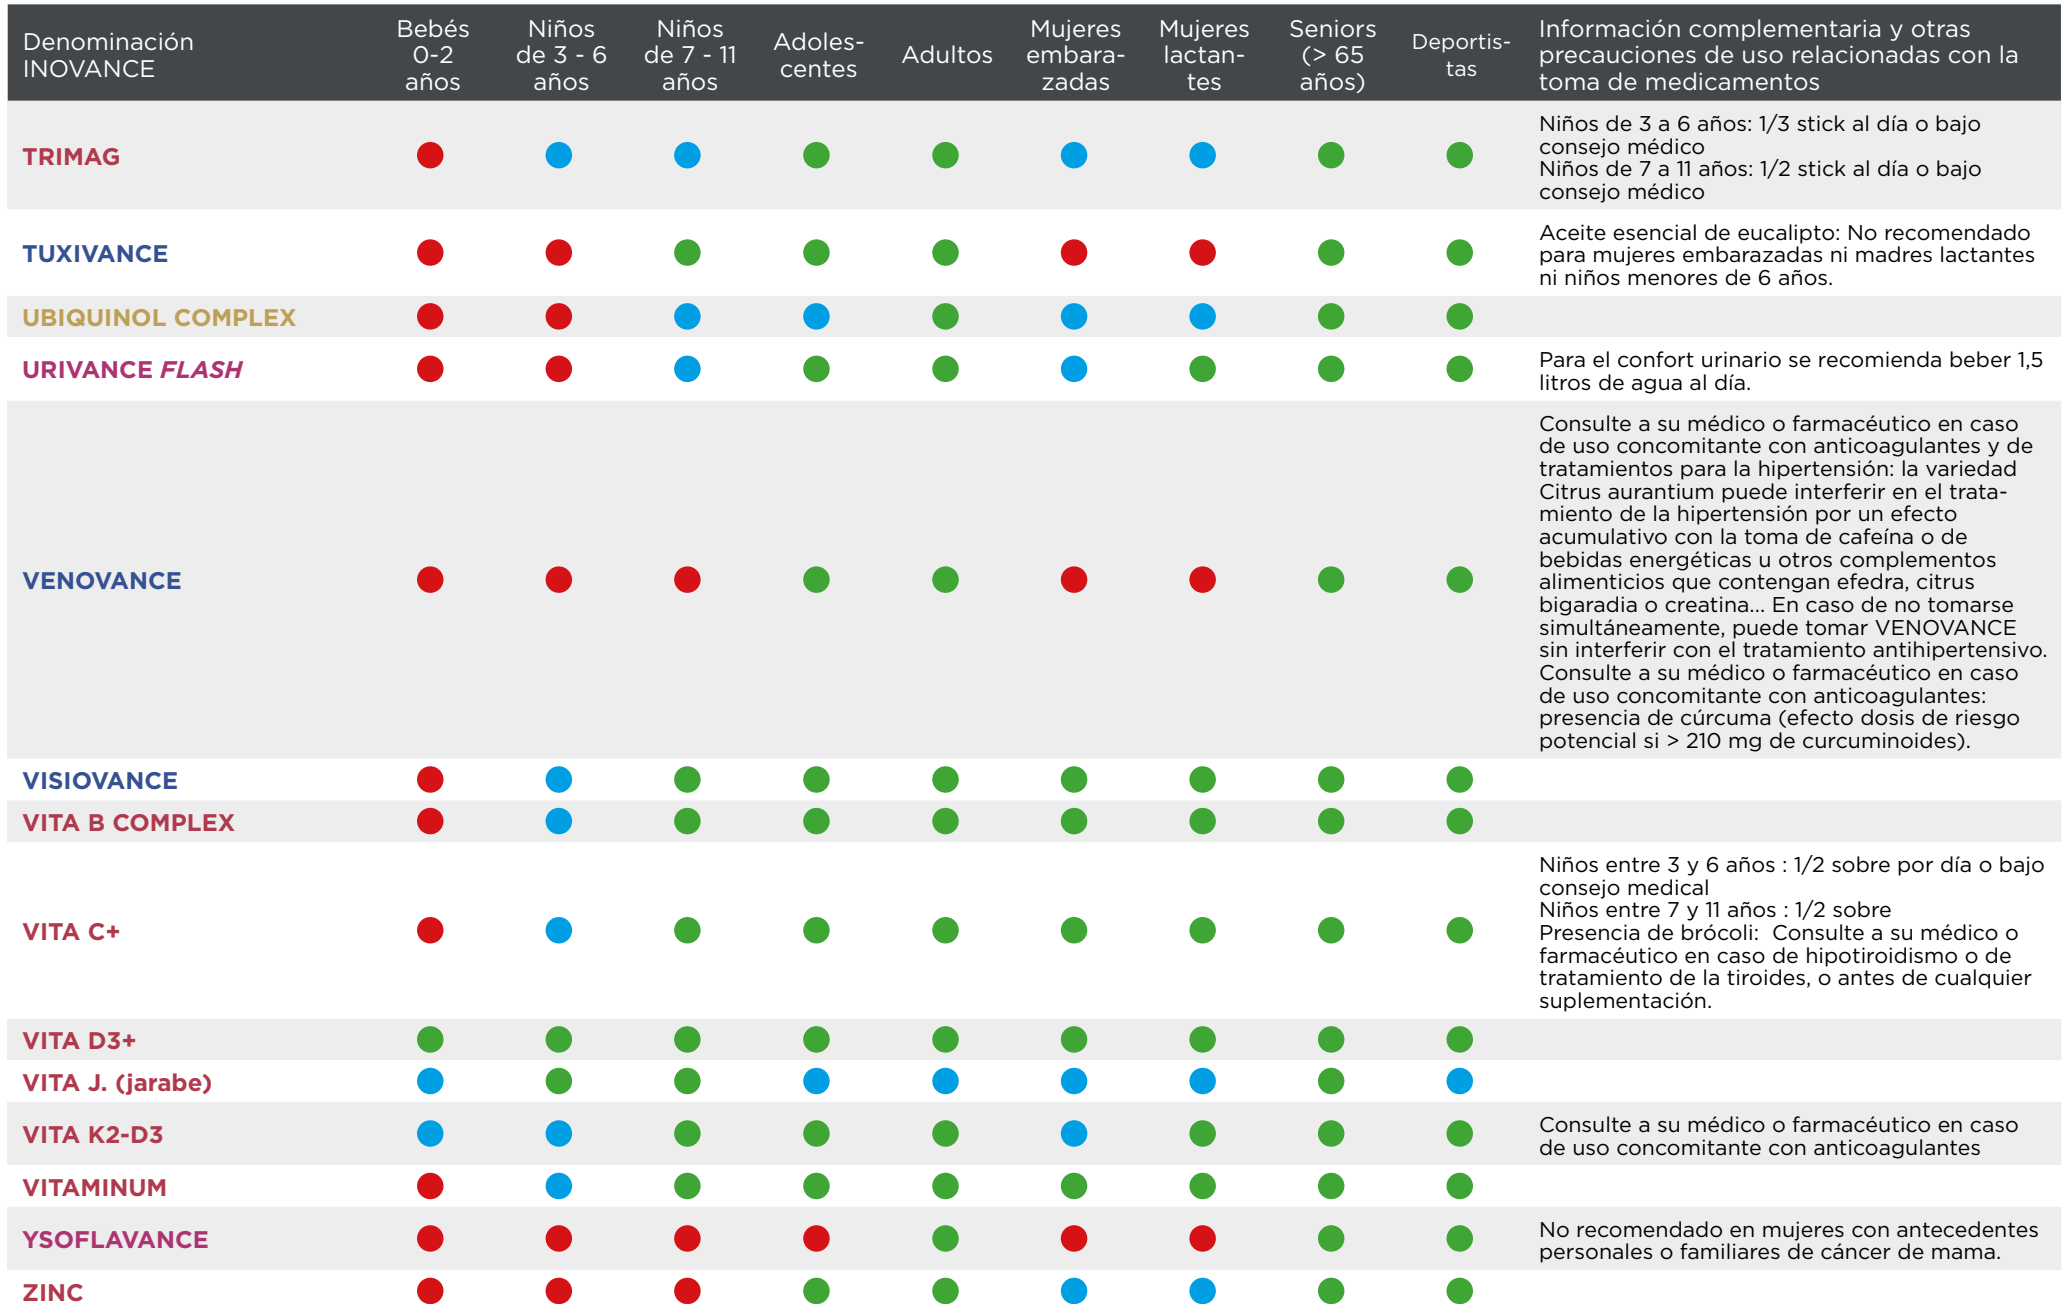 Denominación
INOVANCE
Bebés
0-2
años
Niños
de 3 - 6
años
Niños
de 7 - 11
años
Adoles-
centes
Adultos
Mujeres
embara-
zadas
Mujeres
lactan-
tes
Seniors
(> 65
años)
Deportis-
tas
Información complementaria y otras
precauciones de uso relacionadas con la
toma de medicamentos
TRIMAG
Niños de 3 a 6 años: 1/3 stick al día o bajo
consejo médico
Niños de 7 a 11 años: 1/2 stick al día o bajo
consejo médico
TUXIVANCE
Aceite esencial de eucalipto: No recomendado
para mujeres embarazadas ni madres lactantes
ni niños menores de 6 años.
UBIQUINOL COMPLEX
URIVANCE FLASH
Para el confort urinario se recomienda beber 1,5
litros de agua al día.
VENOVANCE
Consulte a su médico o farmacéutico en caso
de uso concomitante con anticoagulantes y de
tratamientos para la hipertensión: la variedad
Citrus aurantium puede interferir en el trata-
miento de la hipertensión por un efecto
acumulativo con la toma de cafeína o de
bebidas energéticas u otros complementos
alimenticios que contengan efedra, citrus
bigaradia o creatina... En caso de no tomarse
simultáneamente, puede tomar VENOVANCE
sin interferir con el tratamiento antihipertensivo.
Consulte a su médico o farmacéutico en caso
de uso concomitante con anticoagulantes:
presencia de cúrcuma (efecto dosis de riesgo
potencial si > 210 mg de curcuminoides).
VISIOVANCE
VITA B COMPLEX
VITA C+
Niños entre 3 y 6 años : 1/2 sobre por día o bajo
consejo medical
Niños entre 7 y 11 años : 1/2 sobre
Presencia de brócoli:  Consulte a su médico o
farmacéutico en caso de hipotiroidismo o de
tratamiento de la tiroides, o antes de cualquier
suplementación.
VITA D3+
VITA J. (jarabe)
VITA K2-D3
Consulte a su médico o farmacéutico en caso
de uso concomitante con anticoagulantes
VITAMINUM
YSOFLAVANCE
No recomendado en mujeres con antecedentes
personales o familiares de cáncer de mama.
ZINC